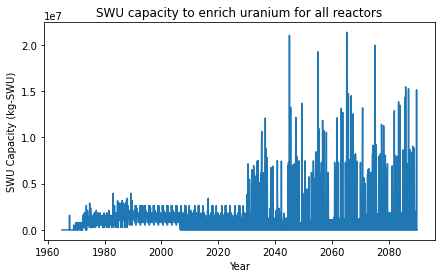 SWU capacity to enrich uranium for all reactors
1e7
SWU Capacity (kg-SWU)
2.0
1.5
1.0
0.5
0.0
1960 1980 2000 2020 2040 2060 2080
Year